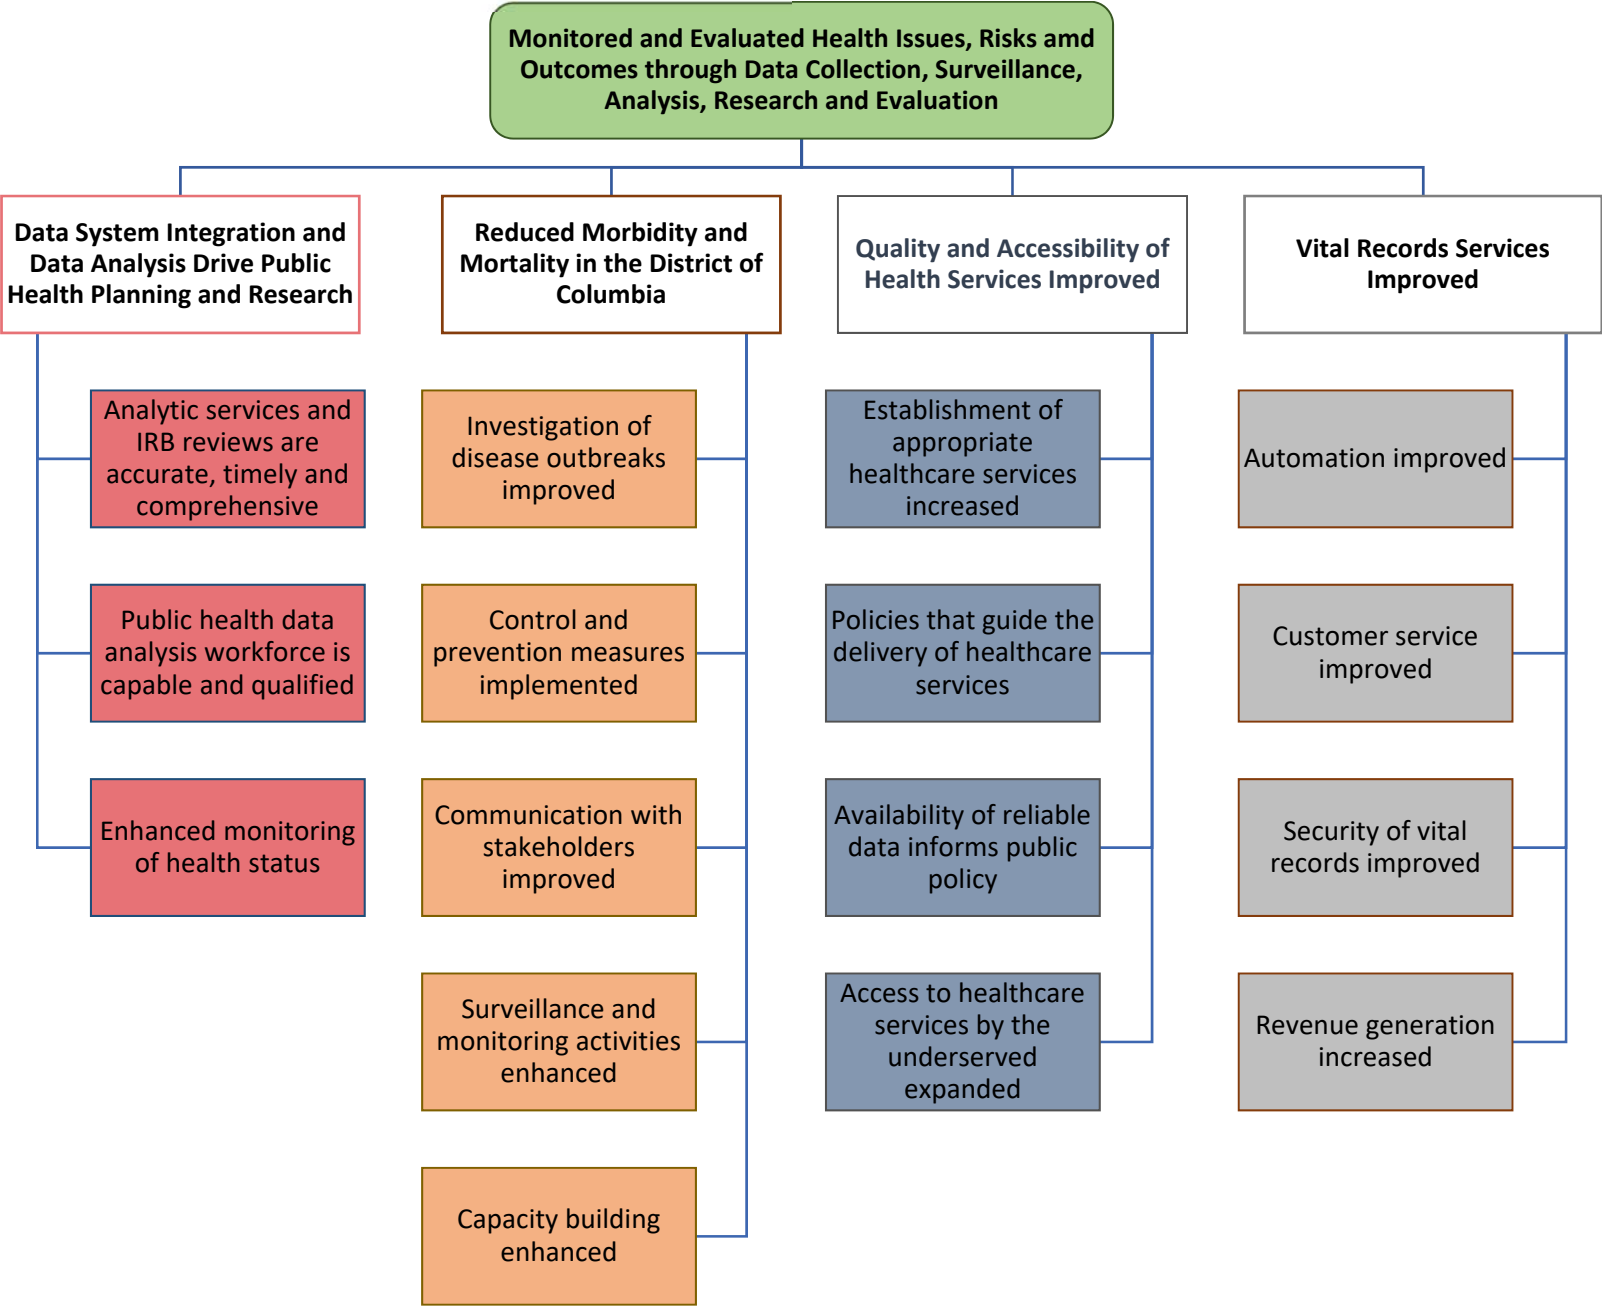 Monitored and Evaluated Health Issues, Risks amd
Outcomes through Data Collection, Surveillance,
Analysis, Research and Evaluation
Data System Integration and
Data Analysis Drive Public
Health Planning and Research
Analytic services and
IRB reviews are
accurate, timely and
comprehensive
Public health data
analysis workforce is
capable and qualified
Enhanced monitoring
of health status
Reduced Morbidity and
Mortality in the District of
Columbia
Investigation of
disease outbreaks
improved
Control and
prevention measures
implemented
Communication with
stakeholders
improved
Surveillance and
monitoring activities
enhanced
Capacity building
enhanced
Quality and Accessibility of
Health Services Improved
Establishment of
appropriate
healthcare services
increased
Policies that guide the
delivery of healthcare
services
Availability of reliable
data informs public
policy
Access to healthcare
services by the
underserved
expanded
Vital Records Services
Improved
Automation improved
Customer service
improved
Security of vital
records improved
Revenue generation
increased